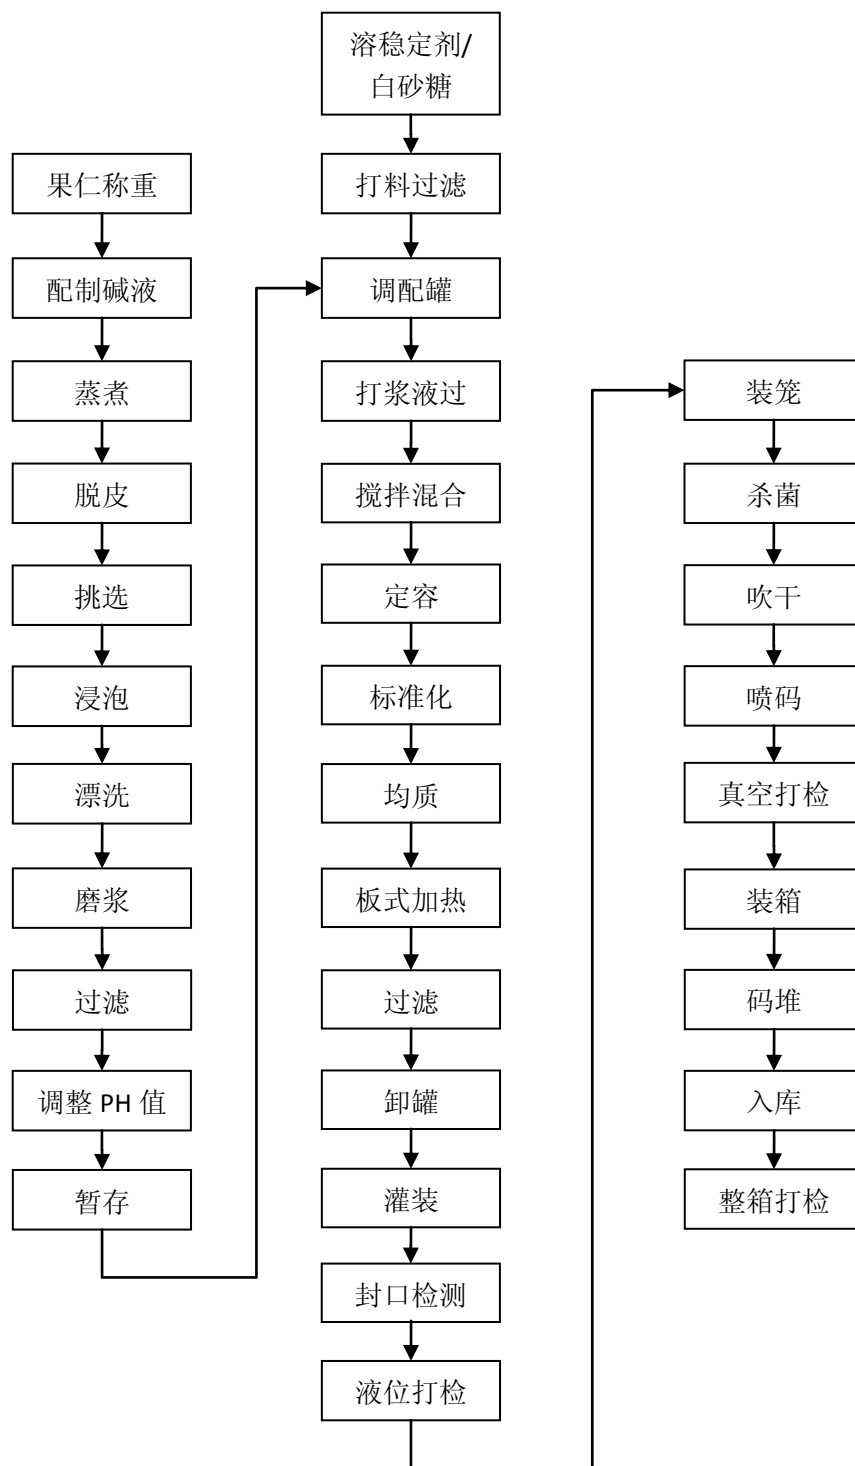 果仁称重
配制碱液
蒸煮
脱皮
挑选
浸泡
漂洗
磨浆
过滤
调整 PH 值
暂存
溶稳定剂/
白砂糖
打料过滤
调配罐
打浆液过
搅拌混合
定容
标准化
均质
板式加热
过滤
卸罐
灌装
封口检测
液位打检
装笼
杀菌
吹干
喷码
真空打检
装箱
码堆
入库
整箱打检